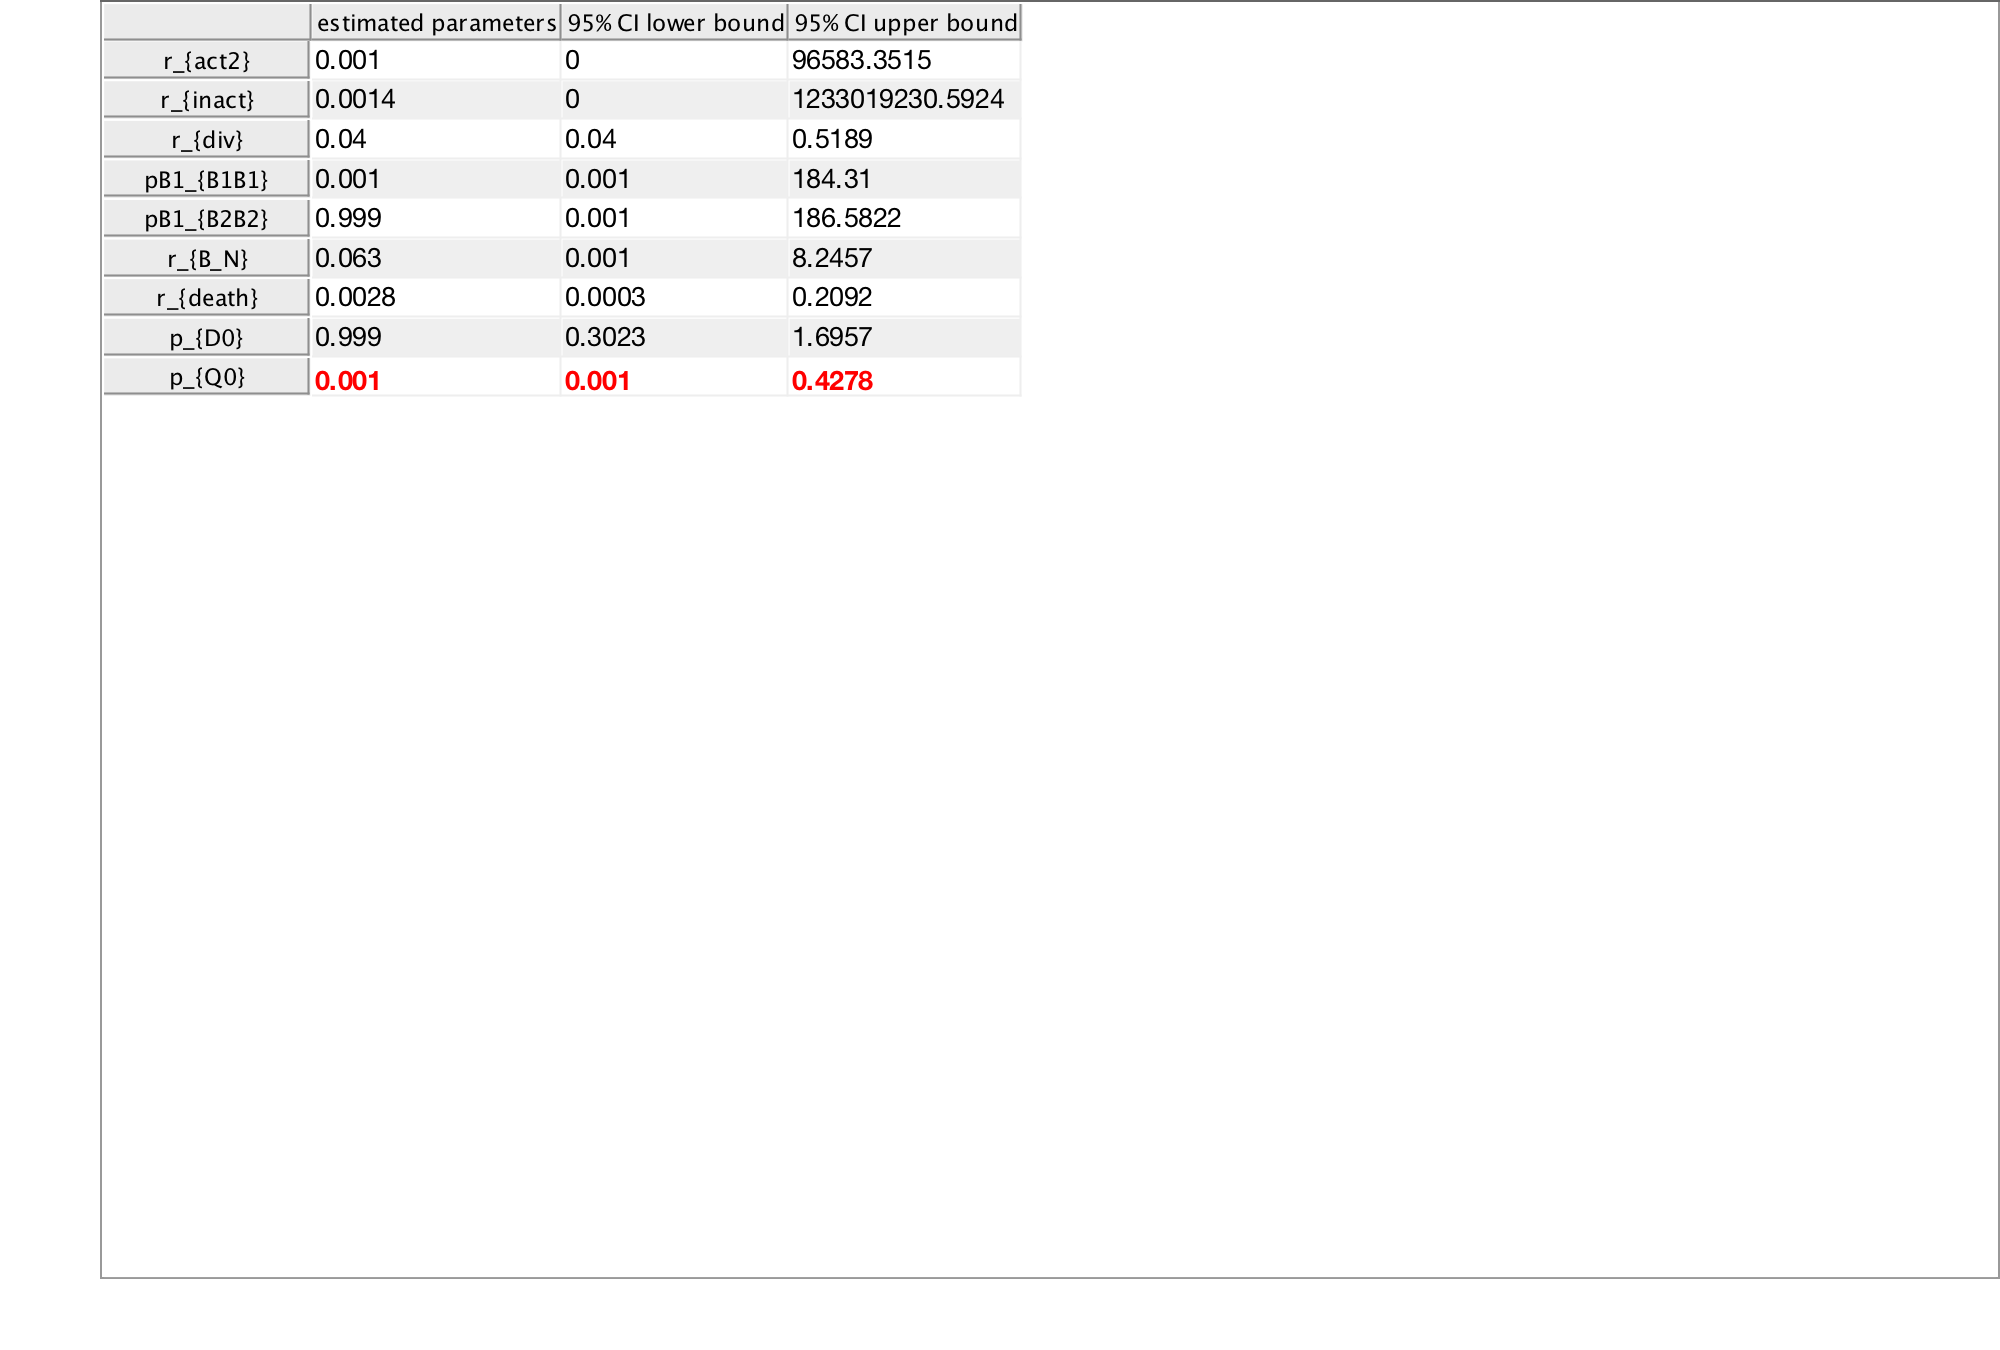 estimated parameters 95% CI lower bound 95% CI upper bound
r_{act2} 0.001 0 96583.3515
r_{inact} 0.0014 0 1233019230.5924
r_{div} 0.04 0.04 0.5189
pB1_{B1B1} 0.001 0.001 184.31
pB1_{B2B2} 0.999 0.001 186.5822
r_{B_N} 0.063 0.001 8.2457
r_{death} 0.0028 0.0003 0.2092
p_{D0} 0.999 0.3023 1.6957
p_{Q0} 0.001 0.001 0.4278